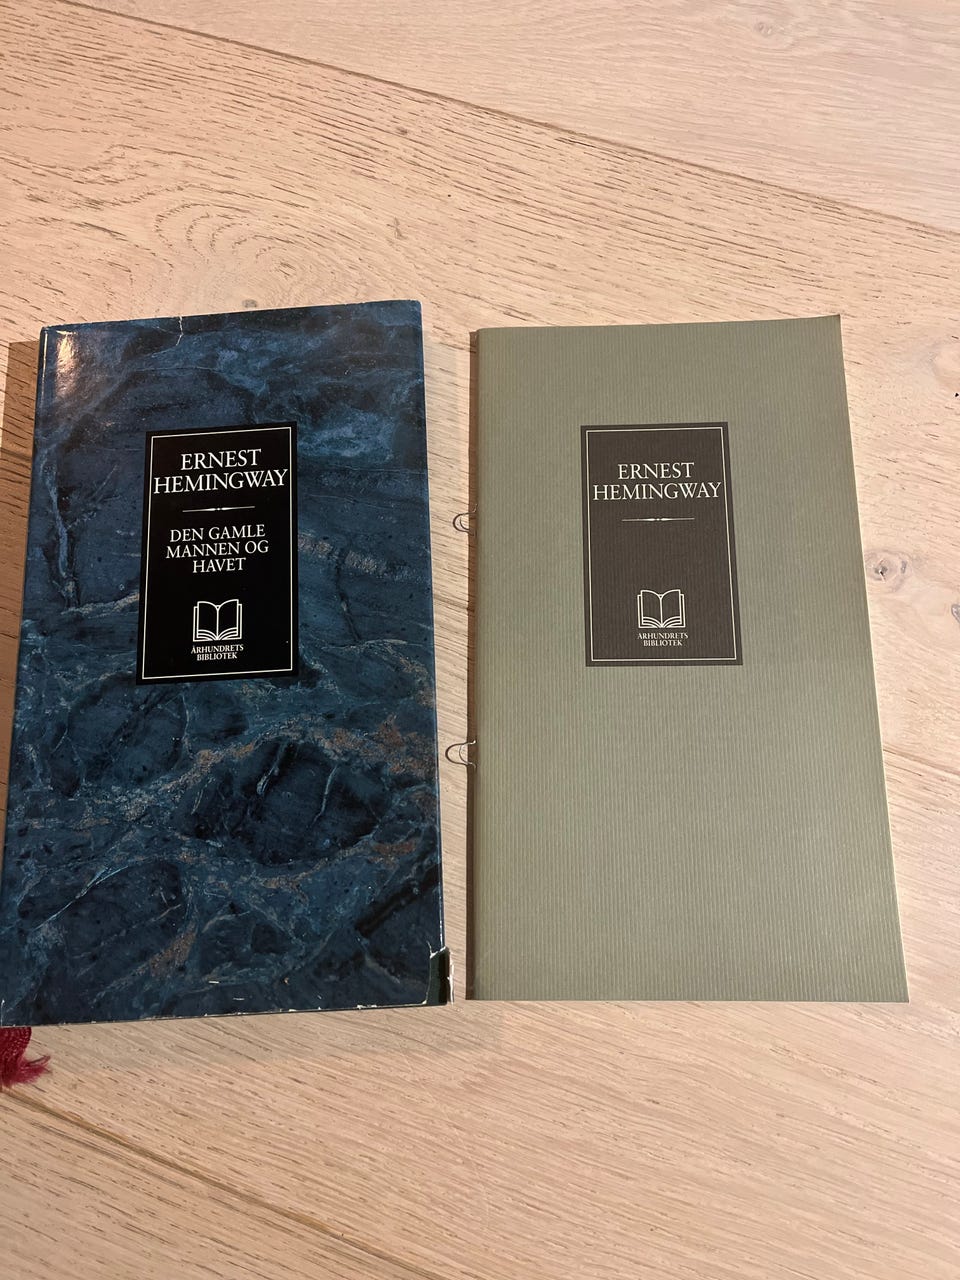 ERNEST
HEMINGWAY
DEN GAMLE
MANNEN OG
HAVET
ÅRHUNDRETS
BIBLIOTEK
ERNEST
HEMINGWAY
ÅRHUNDRETS
BIBLIOTEK